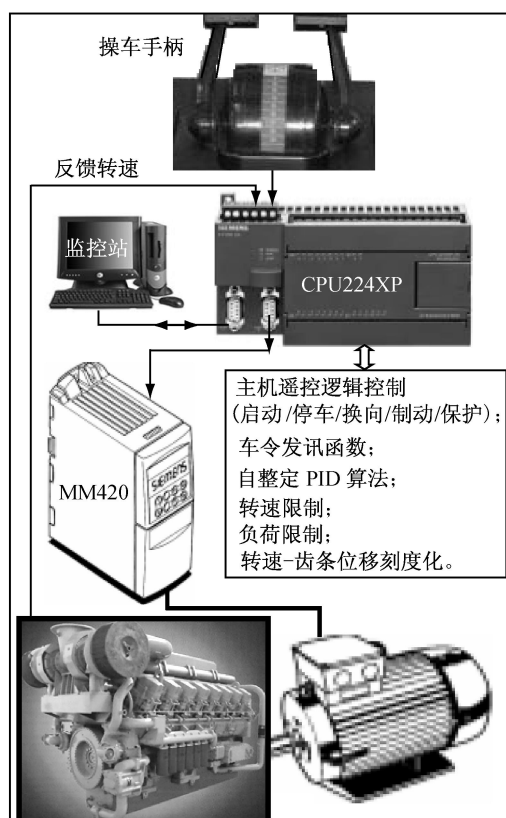 操车手柄
反馈转速
监控站
SIEMENS
CPU224XP
主机遥控逻辑控制
(启动/停车/换向/制动/保护);
车令发讯函数;
自整定 PID 算法;
转速限制;
负荷限制;
转速-齿条位移刻度化。
SIEMENS
MM420